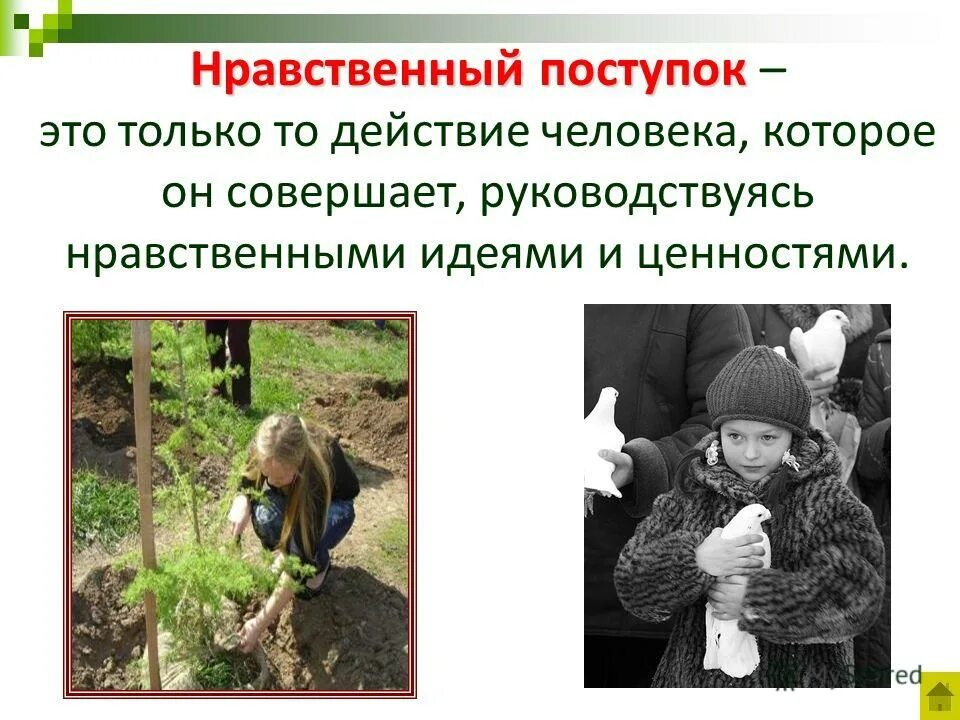 Нравственный поступок –
это только то действие человека, которое
он совершает, руководствуясь
нравственными идеями и ценностями.